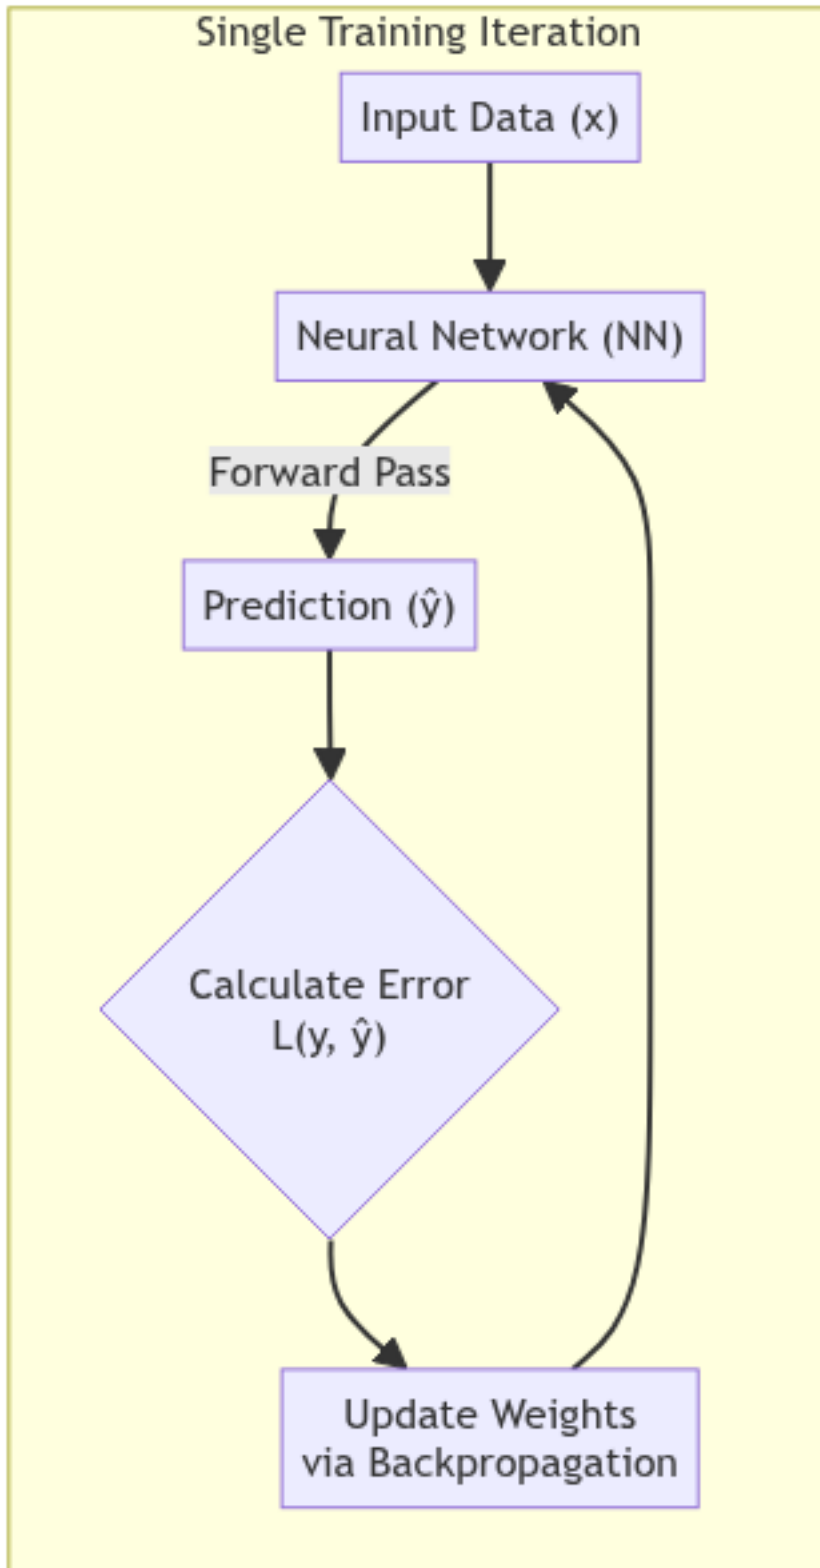 Single Training Iteration
Input Data (x)
Neural Network (NN)
Forward Pass
Prediction (ŷ)
Calculate Error
L(y, ŷ)
Update Weights
via Backpropagation